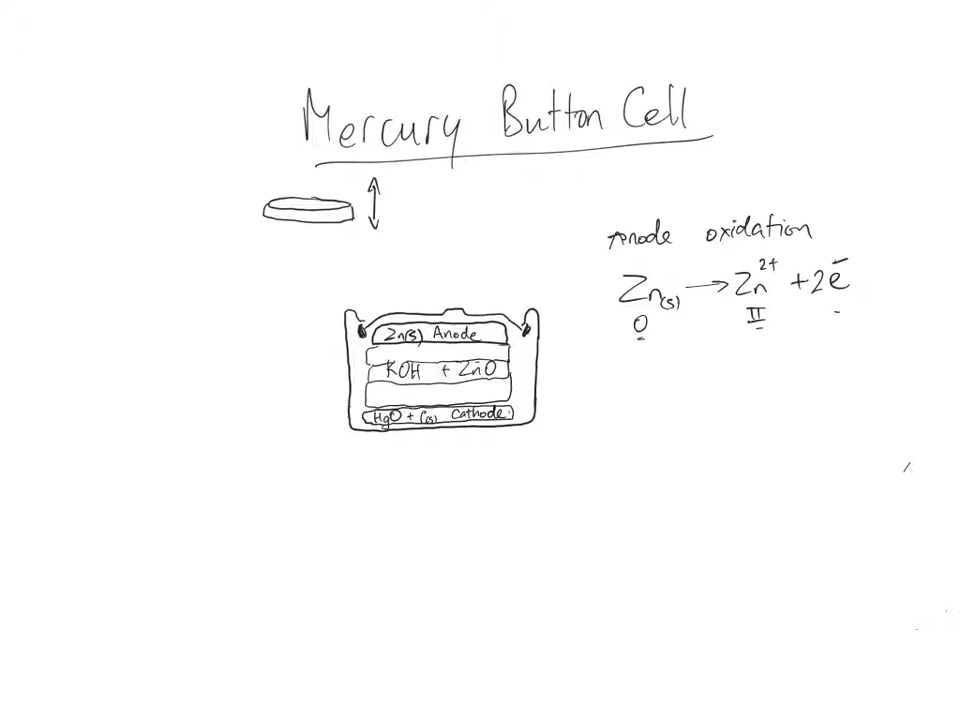 Mercury Button Cell
Anode oxidation
Zn(s) → Zn²⁺ + 2e⁻
0 II
Zn(s) Anode
KOH + ZnO
HgO + C(s) Cathode